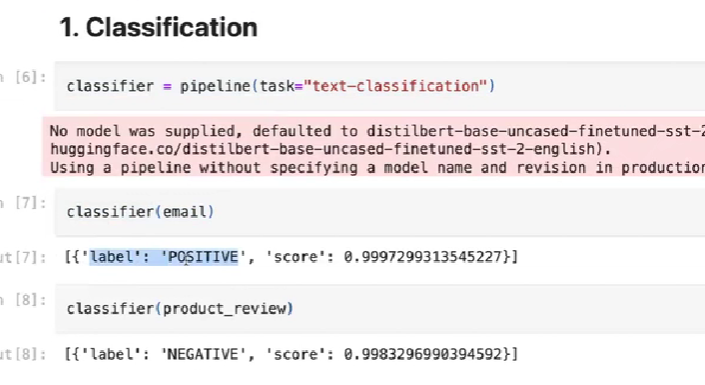 1. Classification
[6]:
classifier = pipeline(task="text-classification")
No model was supplied, defaulted to distilbert-base-uncased-finetuned-sst-2
huggingface.co/distilbert-base-uncased-finetuned-sst-2-english).
Using a pipeline without specifying a model name and revision in production
[7]:
classifier(email)
ut[7]:
[{'label': 'POSITIVE', 'score': 0.9997299313545227}]
[8]:
classifier(product_review)
ut[8]:
[{'label': 'NEGATIVE', 'score': 0.9983296990394592}]